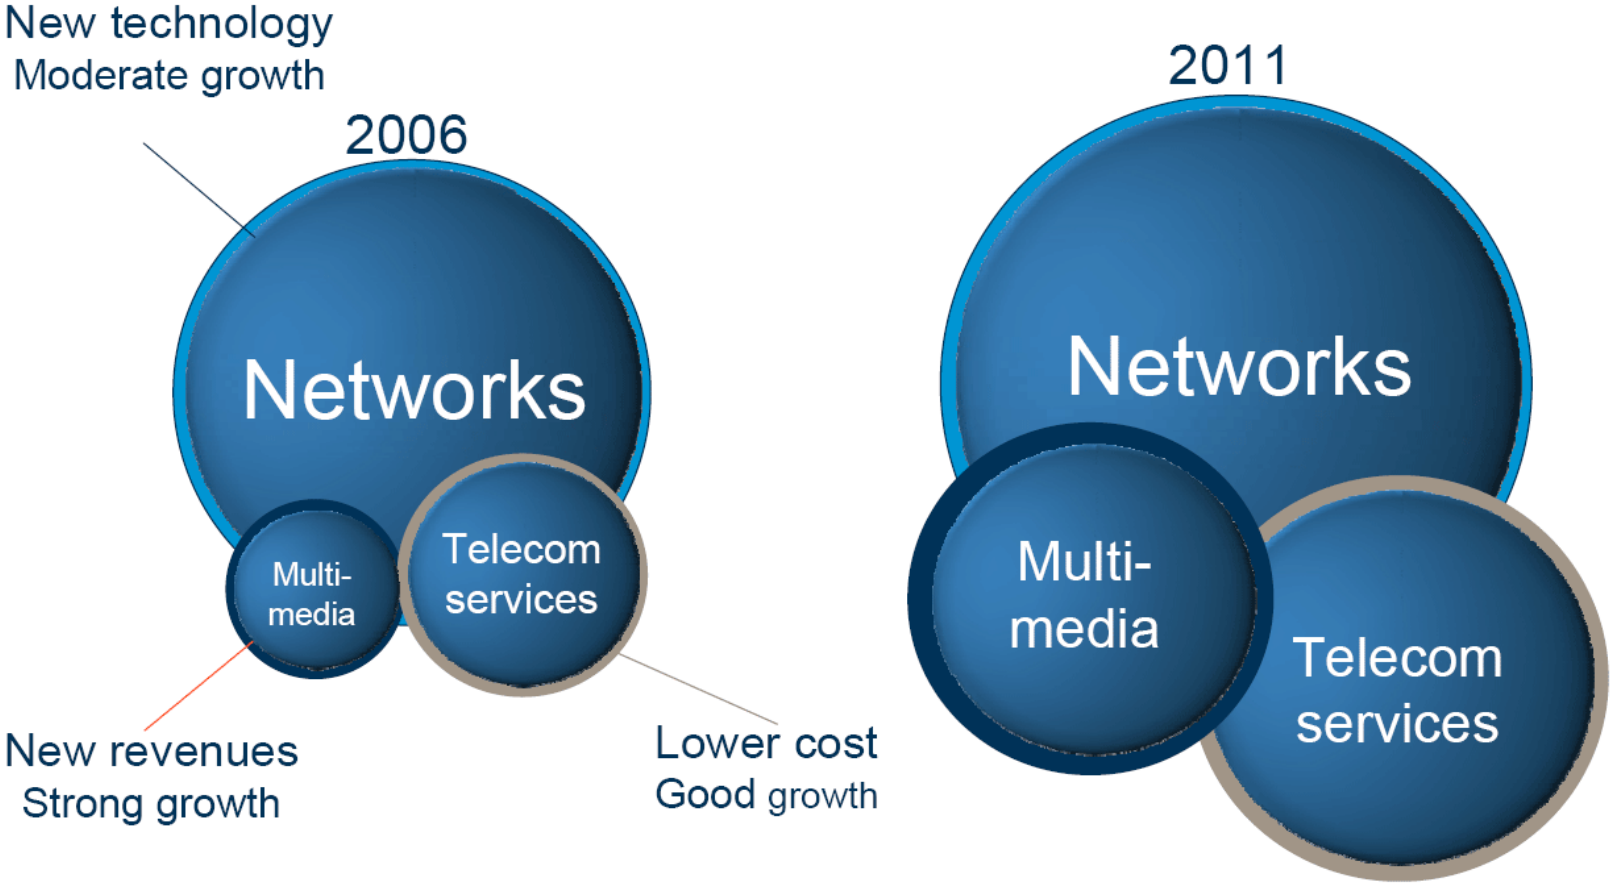 New technology
Moderate growth
2006
Networks
Multi-
media
Telecom
services
New revenues
Strong growth
Lower cost
Good growth
2011
Networks
Multi-
media
Telecom
services